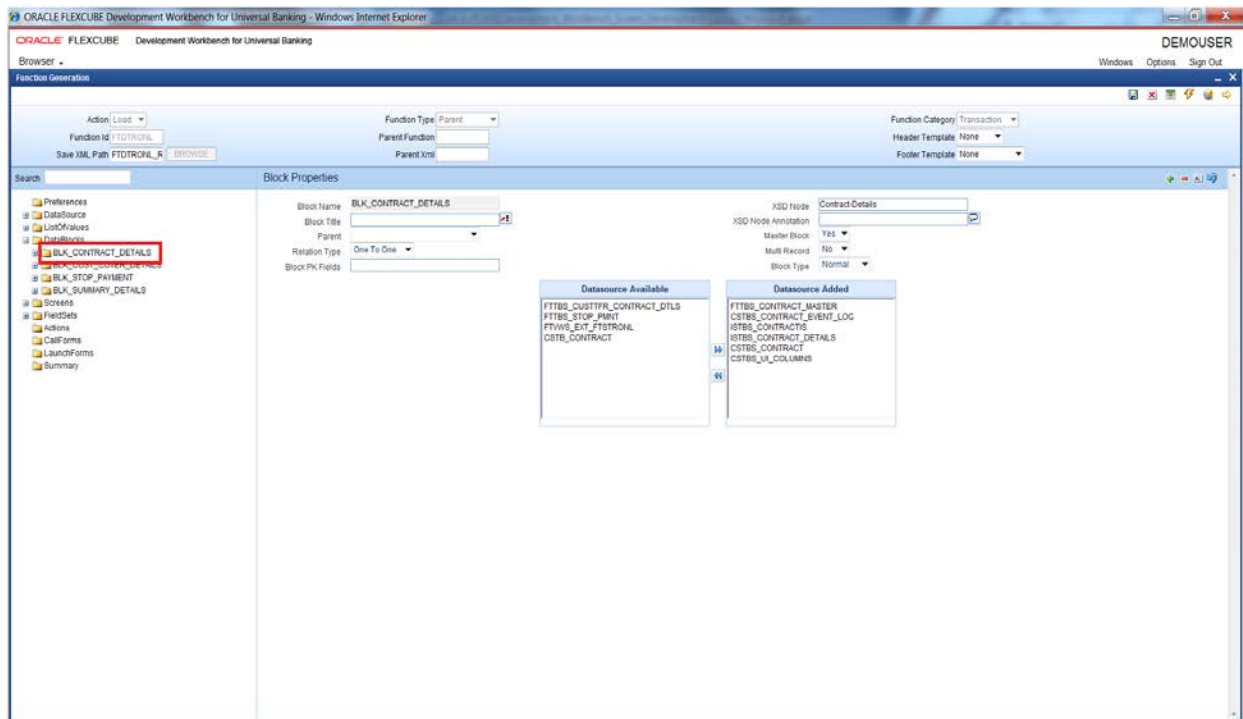 ORACLE FLEXCUBE Development Workbench for Universal Banking - Windows Internet Explorer
ORACLE FLEXCUBE Development Workbench for Universal Banking
DEMOUSER
Browser
Windows Options Sign Out
Function Generation
Action Load
Function Type Parent
Function Category Transaction
Function Id FTDTRONL
Parent Function
Header Template None
Save XML Path FTDTRONL_R BROWSE
Parent Xml
Footer Template None
Search
Block Properties
Preferences
DataSource
ListOfValues
DataBlocks
BLK_CONTRACT_DETAILS
BLK_CUST_COVER_DETAILS
BLK_STOP_PAYMENT
BLK_SUMMARY_DETAILS
Screens
FieldSets
Actions
CallForms
LaunchForms
Summary
Block Name BLK_CONTRACT_DETAILS
Block Title
Parent
Relation Type One To One
Block PK Fields
XSD Node Contract-Details
XSD Node Annotation
Master Block Yes
Multi Record No
Block Type Normal
Datasource Available
FTTBS_CUSTTFR_CONTRACT_DTLS
FTTBS_STOP_PMNT
FTVWS_EXT_FTSTRONL
CSTB_CONTRACT
Datasource Added
FTTBS_CONTRACT_MASTER
CSTBS_CONTRACT_EVENT_LOG
ISTBS_CONTRACTIS
ISTBS_CONTRACT_DETAILS
CSTBS_CONTRACT
CSTBS_UI_COLUMNS